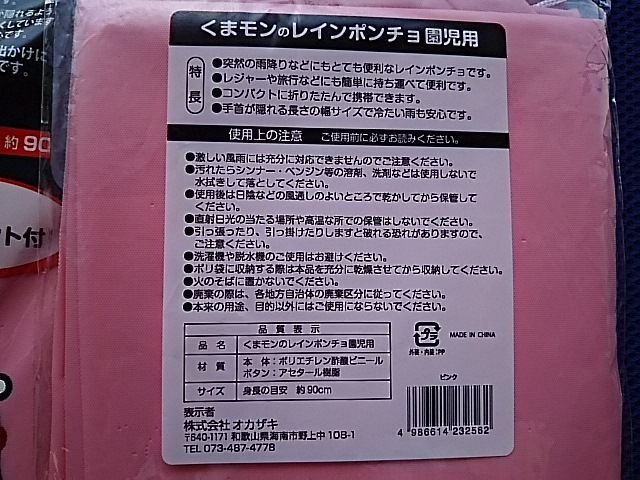 くまモンのレインポンチョ園児用
特長
●突然の雨降りなどにもとても便利なレインポンチョです。
●レジャーや旅行などにも簡単に持ち運べて便利です。
●コンパクトに折りたたんで携帯できます。
●手首が隠れる長さの幅サイズで冷たい雨も安心です。
使用上の注意 ご使用前に必ずお読みください。
●激しい風雨には充分に対応できませんのでご注意ください。
●汚れたらシンナー・ベンジン等の溶剤、洗剤などは使用しないで
水拭きして落としてください。
●使用後は日陰などの風通しのよいところで乾かしてから保管して
ください。
●直射日光の当たる場所や高温な所での保管はしないでください。
●引っ張ったり、引っ掛けたりしますと破れる恐れがありますので、
ご注意ください。
●洗濯機や脱水機のご使用はお避けください。
●ポリ袋に収納する際は本品を充分に乾燥させてから収納してください。
●火のそばに置かないでください。
●廃棄の際は、各地方自治体の廃棄区分に従ってください。
●本来の用途、目的以外にはご使用にならないでください。
品質表示
品名 くまモンのレインポンチョ園児用
材質 本体：ポリエチレン酢酸ビニール
ボタン：アセタール樹脂
サイズ 身長の目安 約90cm
プラ
外袋・内袋：PP
MADE IN CHINA
ピンク
4 986614 232562
表示者
株式会社 オカザキ
〒640-1171 和歌山県海南市野上中108-1
TEL 073-487-4778
約90
ット付